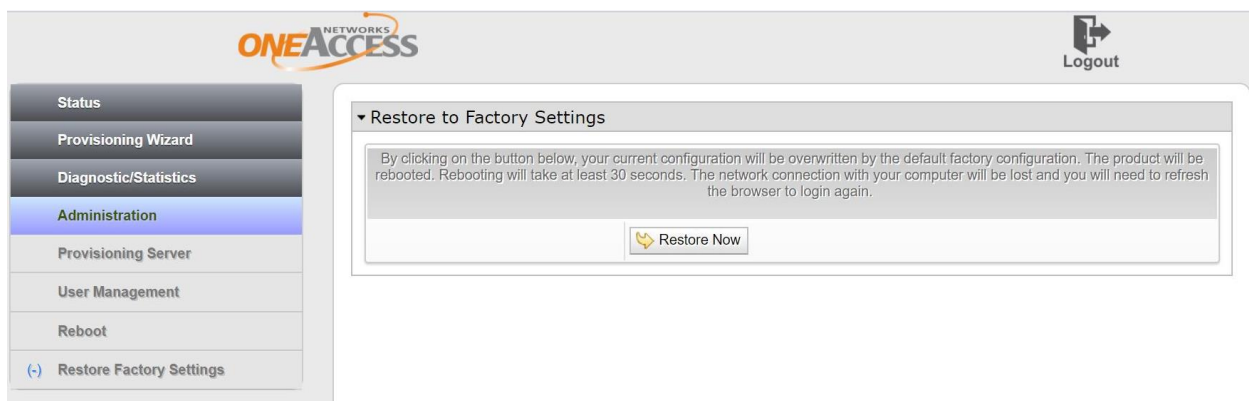 NETWORKS
ONEACCESS
Logout
Status
Provisioning Wizard
Diagnostic/Statistics
Administration
Provisioning Server
User Management
Reboot
(-) Restore Factory Settings
Restore to Factory Settings
By clicking on the button below, your current configuration will be overwritten by the default factory configuration. The product will be
rebooted. Rebooting will take at least 30 seconds. The network connection with your computer will be lost and you will need to refresh
the browser to login again.
Restore Now